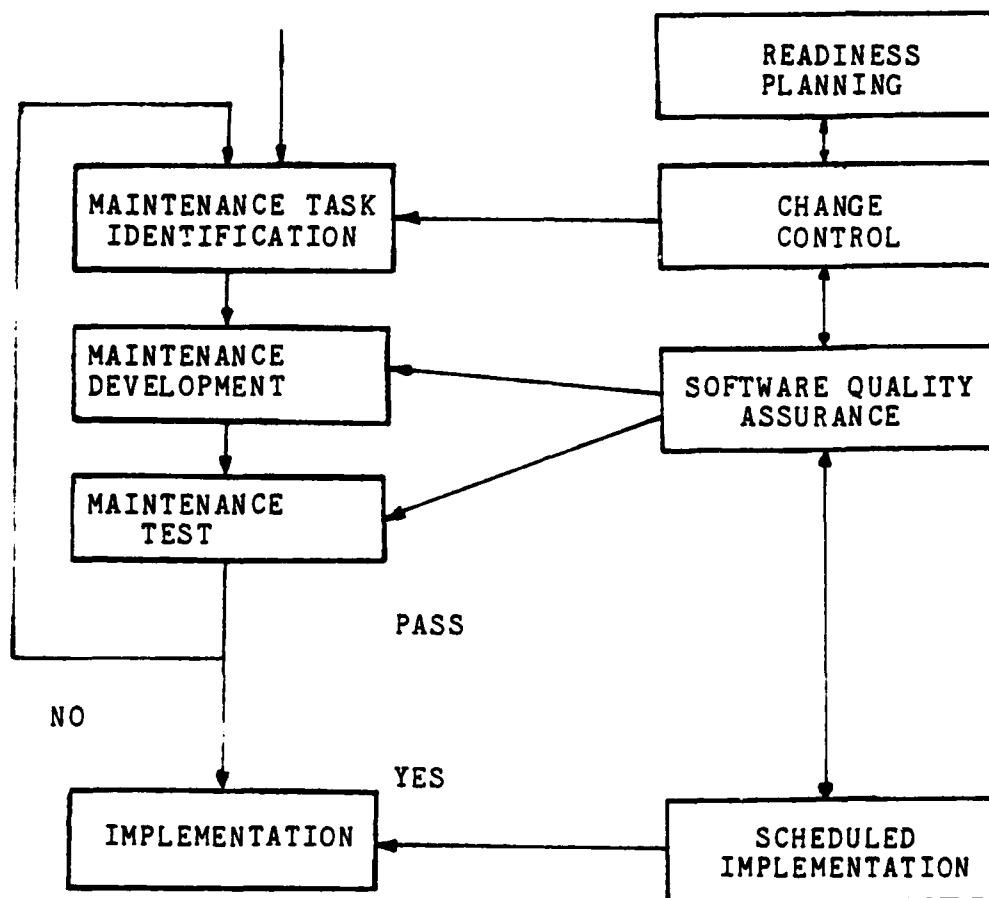 READINESS
PLANNING
MAINTENANCE TASK
IDENTIFICATION
CHANGE
CONTROL
MAINTENANCE
DEVELOPMENT
SOFTWARE QUALITY
ASSURANCE
MAINTENANCE
TEST
PASS
NO
YES
IMPLEMENTATION
SCHEDULED
IMPLEMENTATION